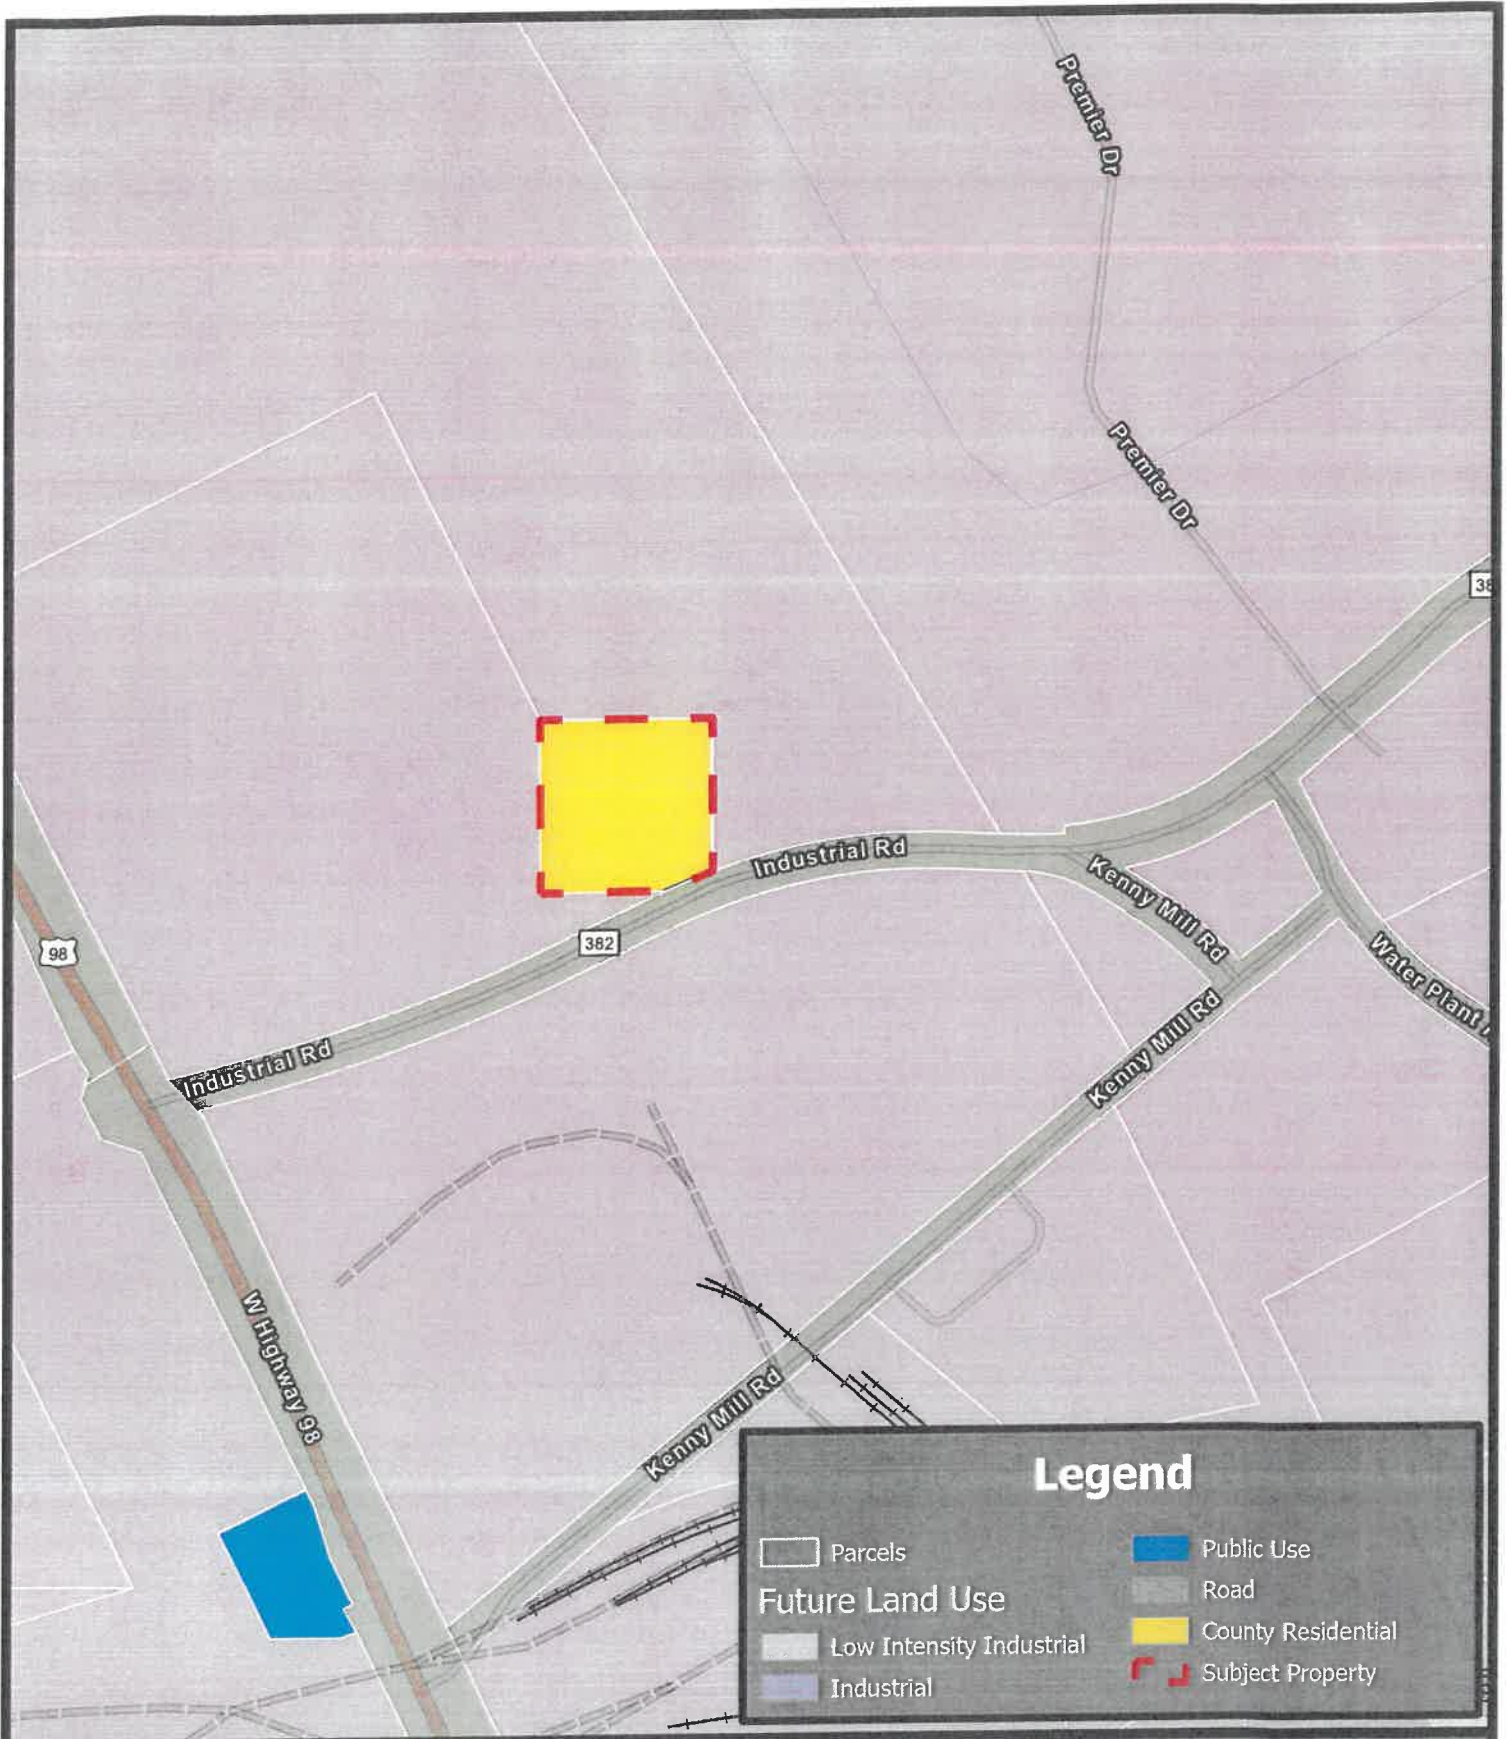 Premier Dr
Premier Dr
38
Industrial Rd
Kenny Mill Rd
98
382
Water Plant
Kenny Mill Rd
Industrial Rd
W Highway 98
Kenny Mill Rd
Legend
Parcels
Future Land Use
Low Intensity Industrial
Industrial
Public Use
Road
County Residential
Subject Property